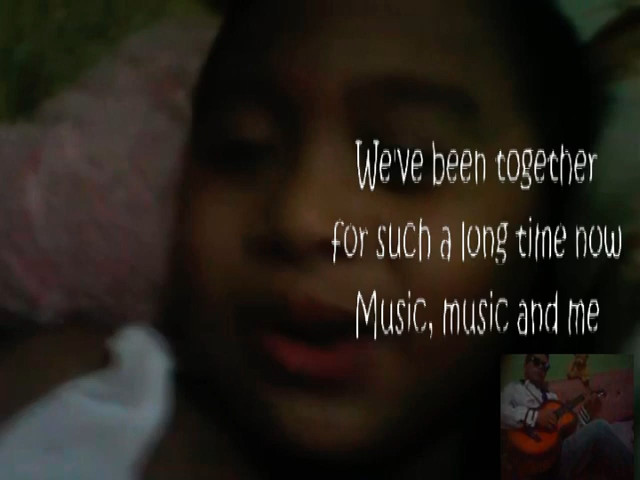 We've been together
for such a long time now
Music, music and me